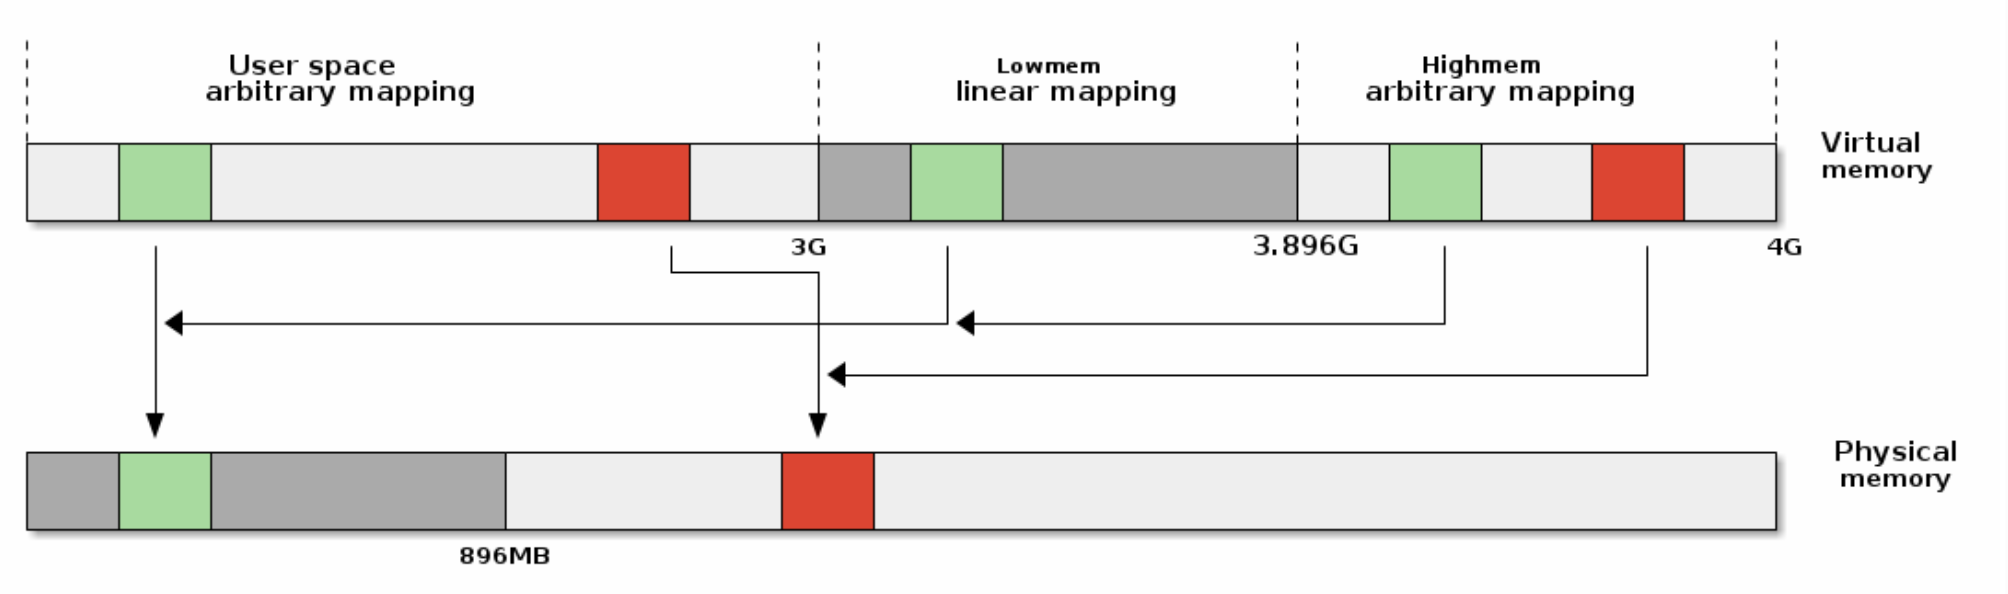 User space
arbitrary mapping
Lowmem
linear mapping
Highmem
arbitrary mapping
Virtual
memory
3G
3.896G
4G
Physical
memory
896MB